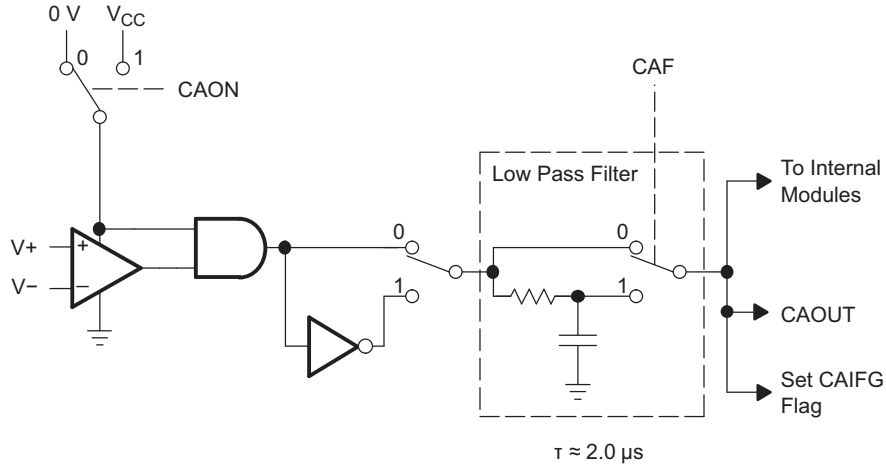 0 V
VCC
0
1
CAON
CAF
Low Pass Filter
To Internal
Modules
V+
+
V−
−
0
1
0
1
CAOUT
Set CAIFG
Flag
τ ≈ 2.0 μs